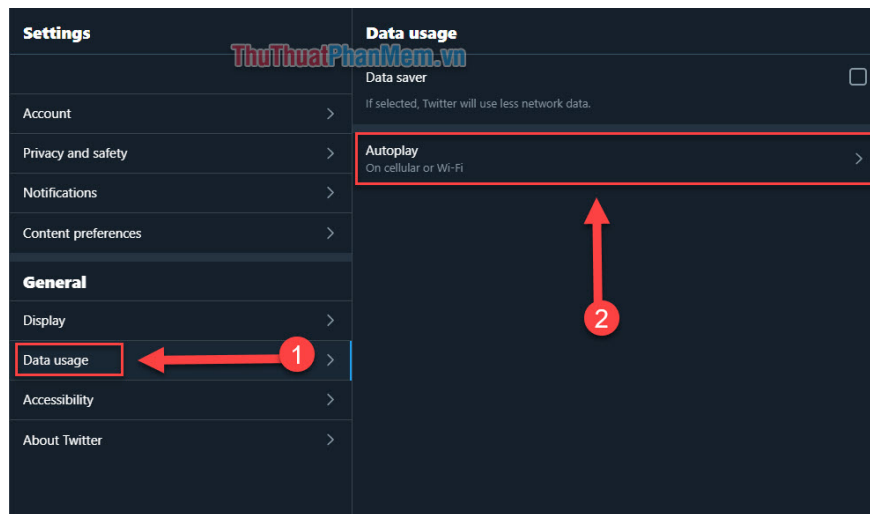 Settings
ThuThuatPhanMem.vn
Account
Privacy and safety
Notifications
Content preferences
General
Display
Data usage
1
Accessibility
About Twitter
Data usage
Data saver
If selected, Twitter will use less network data.
Autoplay
On cellular or Wi-Fi
2